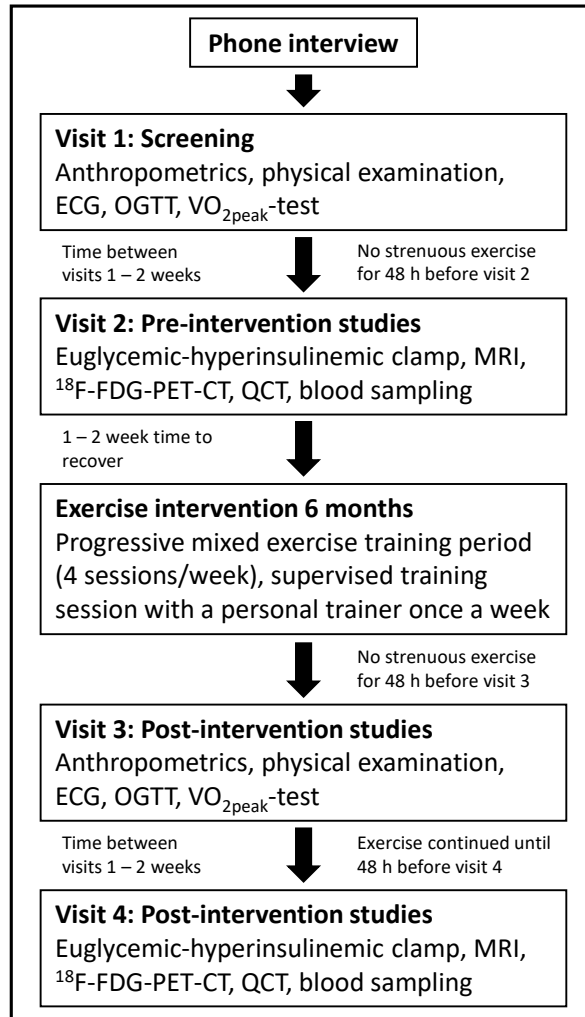 Phone interview
Visit 1: Screening
Anthropometrics, physical examination,
ECG, OGTT, VO2peak-test
Time between
visits 1 – 2 weeks
No strenuous exercise
for 48 h before visit 2
Visit 2: Pre-intervention studies
Euglycemic-hyperinsulinemic clamp, MRI,
18F-FDG-PET-CT, QCT, blood sampling
1 – 2 week time to
recover
Exercise intervention 6 months
Progressive mixed exercise training period
(4 sessions/week), supervised training
session with a personal trainer once a week
No strenuous exercise
for 48 h before visit 3
Visit 3: Post-intervention studies
Anthropometrics, physical examination,
ECG, OGTT, VO2peak-test
Time between
visits 1 – 2 weeks
Exercise continued until
48 h before visit 4
Visit 4: Post-intervention studies
Euglycemic-hyperinsulinemic clamp, MRI,
18F-FDG-PET-CT, QCT, blood sampling